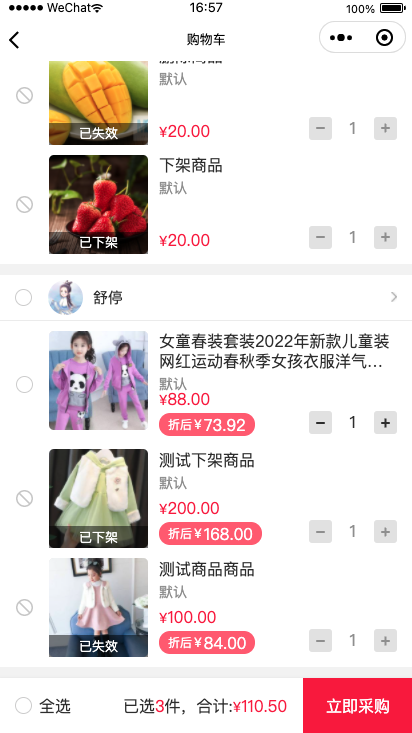 WeChat
16:57
100%
购物车
删除商品
默认
已失效
¥20.00
1
下架商品
默认
已下架
¥20.00
1
舒停
女童春装套装2022年新款儿童装
网红运动春秋季女孩衣服洋气...
默认
¥88.00
折后¥73.92
1
测试下架商品
默认
¥200.00
已下架
折后¥168.00
1
测试商品商品
默认
¥100.00
已失效
折后¥84.00
1
全选
已选3件，合计:¥110.50
立即采购